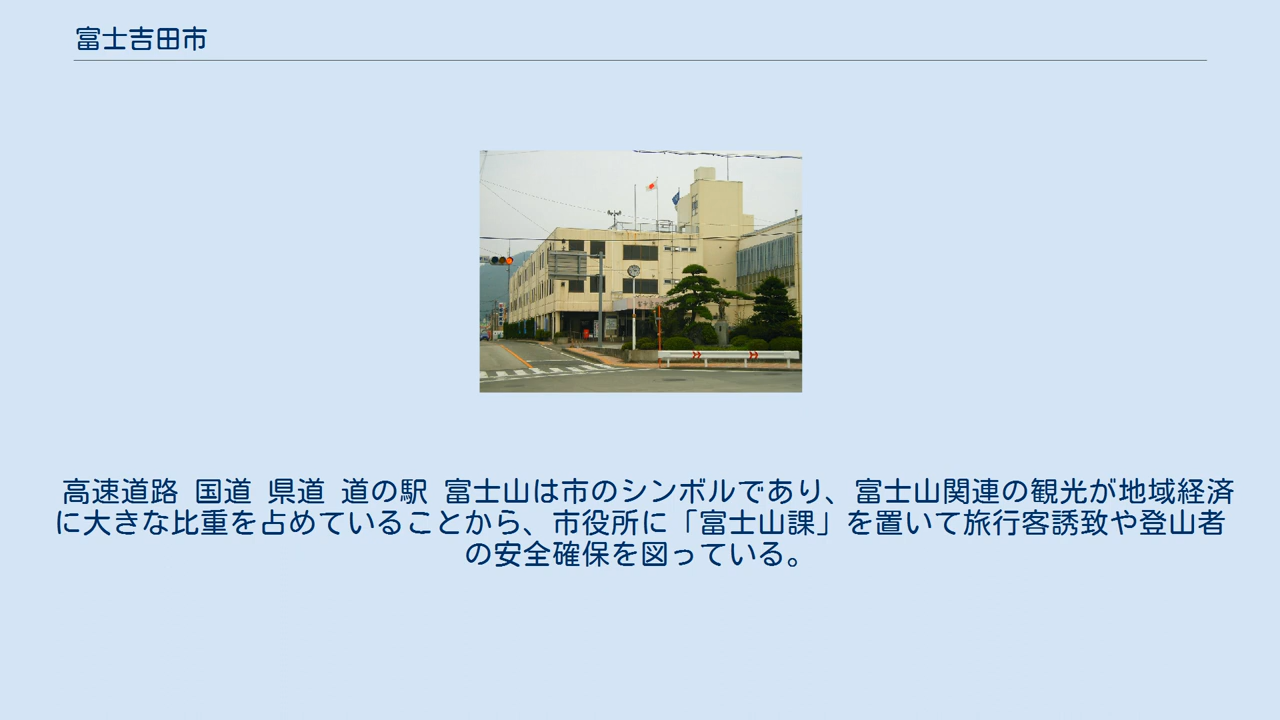 富士吉田市
高速道路 国道 県道 道の駅 富士山は市のシンボルであり、富士山関連の観光が地域経済
に大きな比重を占めていることから、市役所に「富士山課」を置いて旅行客誘致や登山者
の安全確保を図っている。